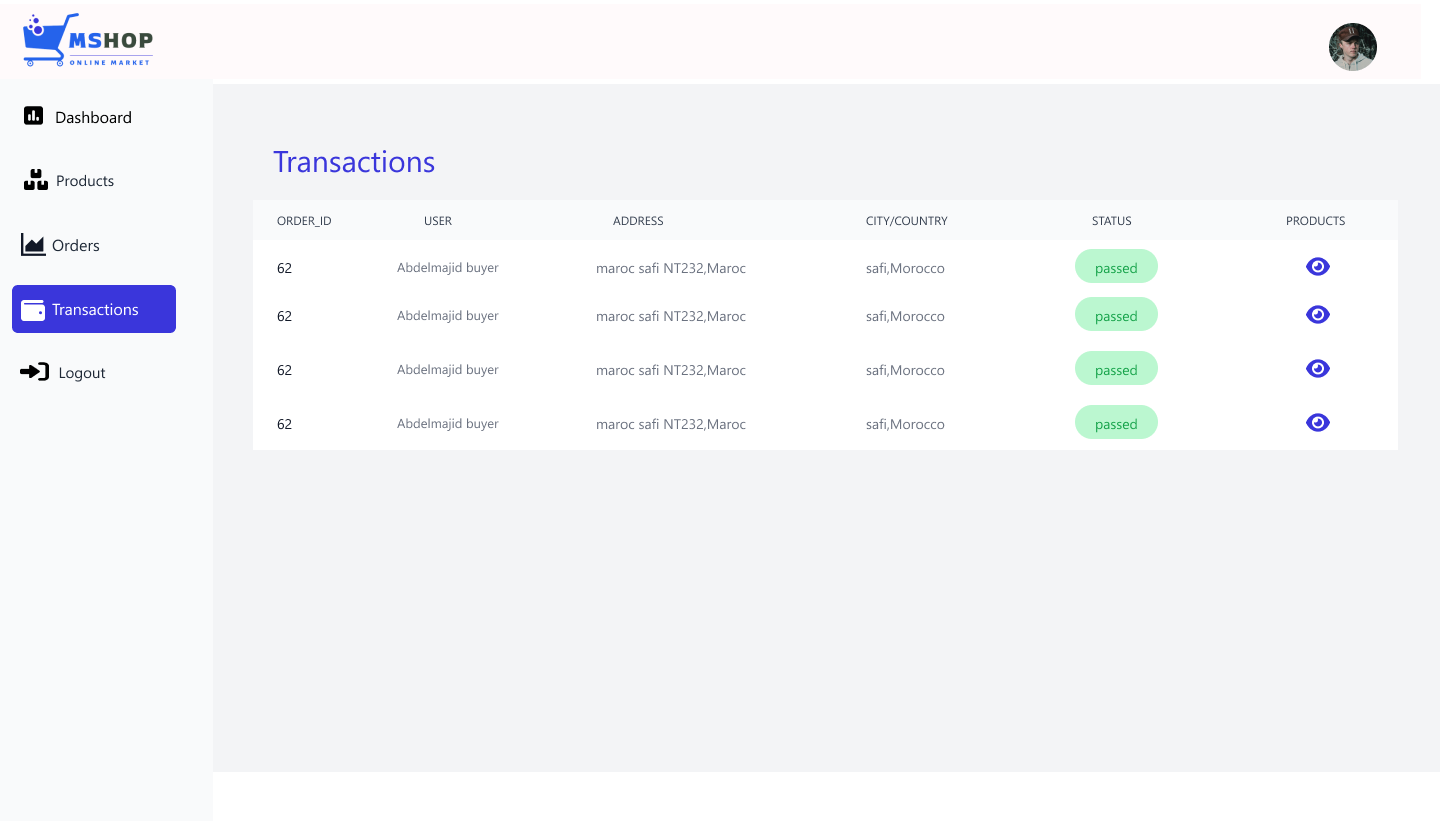 MSHOP
ONLINE MARKET
Dashboard
Products
Orders
Transactions
Logout
Transactions
ORDER_ID USER ADDRESS CITY/COUNTRY STATUS PRODUCTS
62 Abdelmajid buyer maroc safi NT232,Maroc safi,Morocco passed
62 Abdelmajid buyer maroc safi NT232,Maroc safi,Morocco passed
62 Abdelmajid buyer maroc safi NT232,Maroc safi,Morocco passed
62 Abdelmajid buyer maroc safi NT232,Maroc safi,Morocco passed